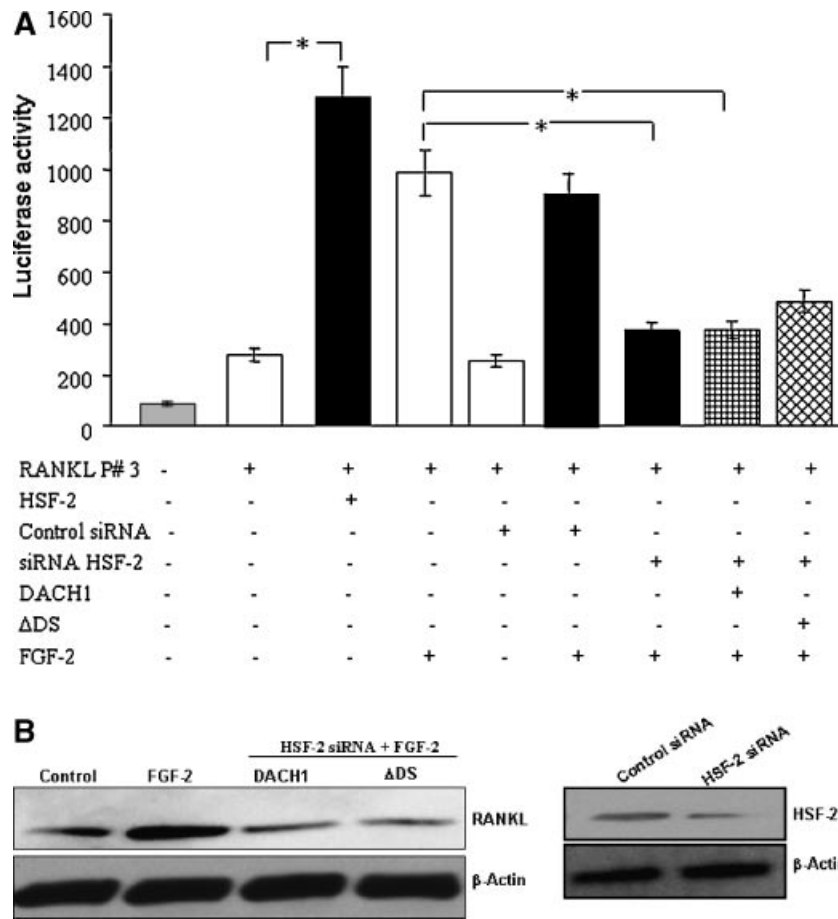 A
1600
1400
1200
1000
800
600
400
200
0
Luciferase activity
* 
*
*
RANKL P# 3 - + + + + + + + +
HSF-2 - - + - - - - - -
Control siRNA - - - - + + - - -
siRNA HSF-2 - - - - - - + + +
DACH1 - - - - - - - + -
ΔDS - - - - - - - - +
FGF-2 - - - + - + + + +
B
HSF-2 siRNA + FGF-2
Control FGF-2 DACH1 ΔDS
RANKL
β-Actin
Control siRNA HSF-2 siRNA
HSF-2
β-Actin